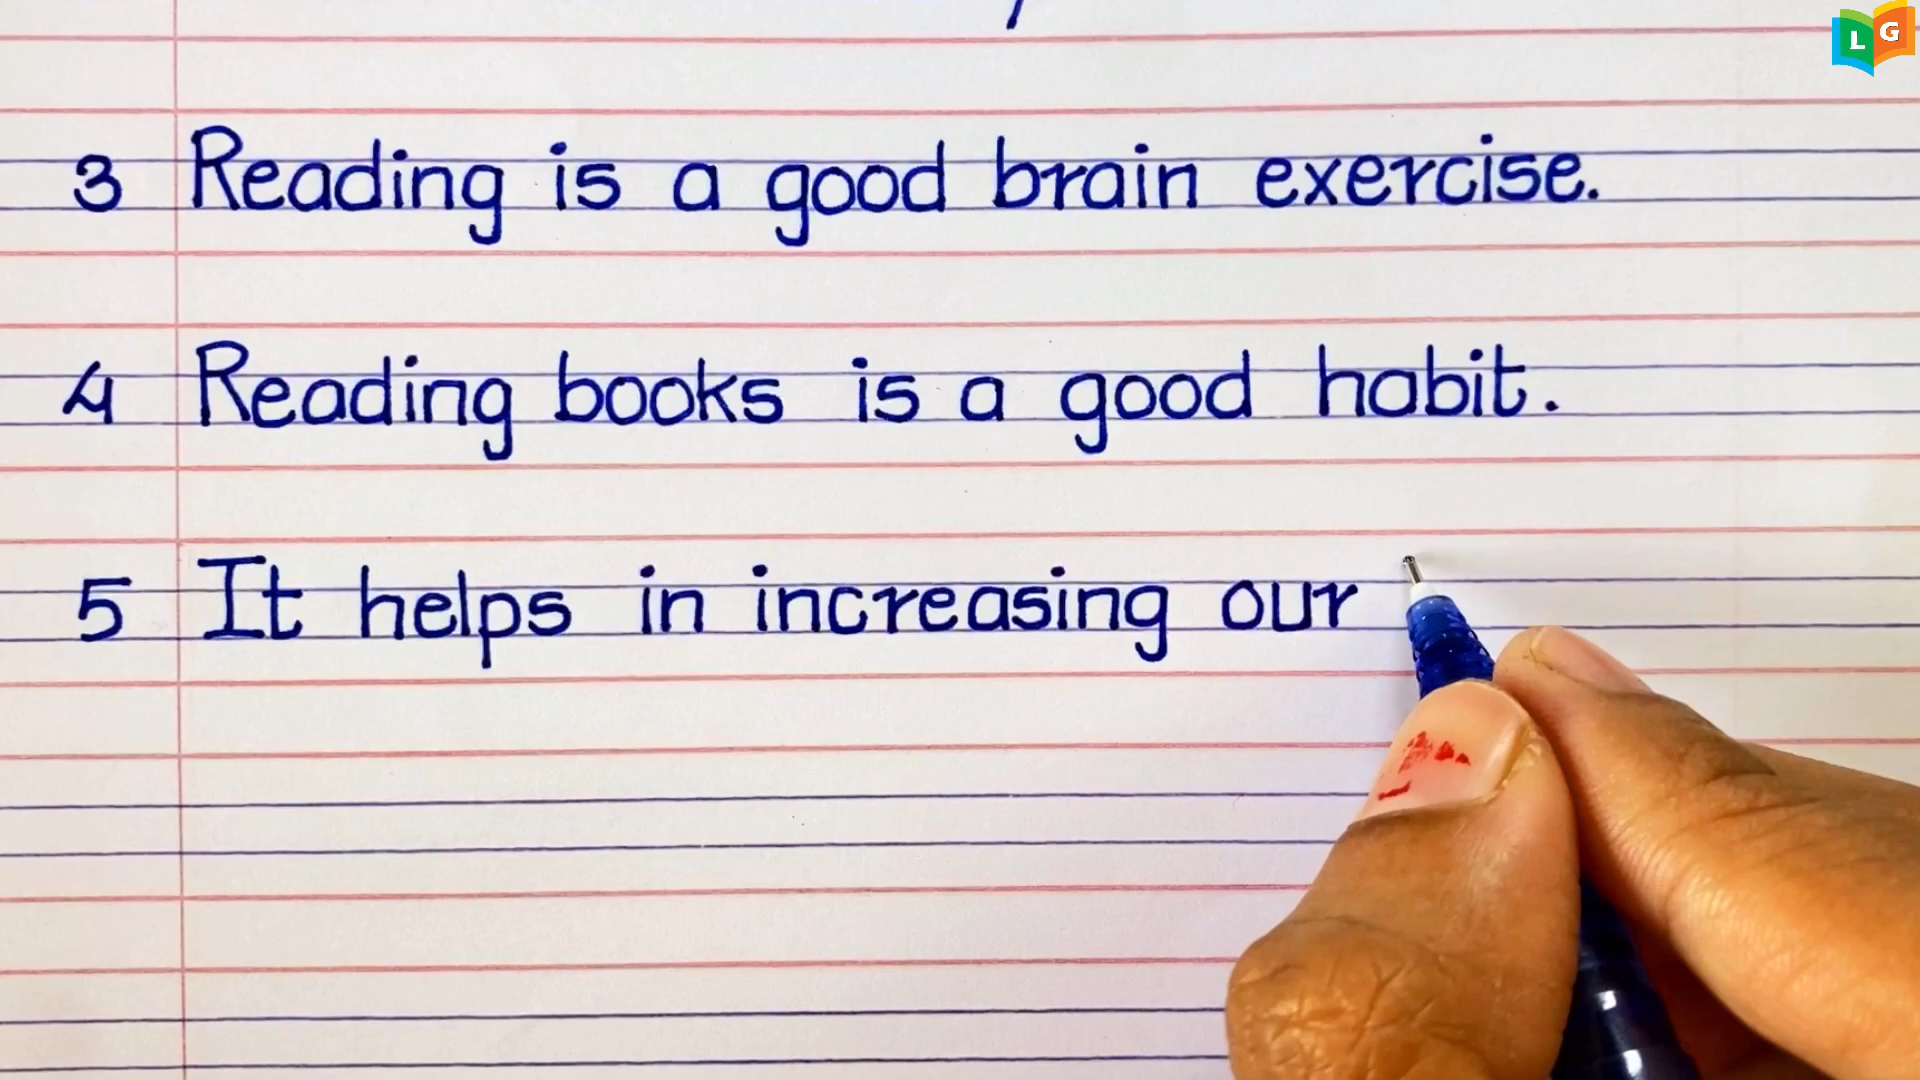 L G
3 Reading is a good brain exercise.
4 Reading books is a good habit.
5 It helps in increasing our